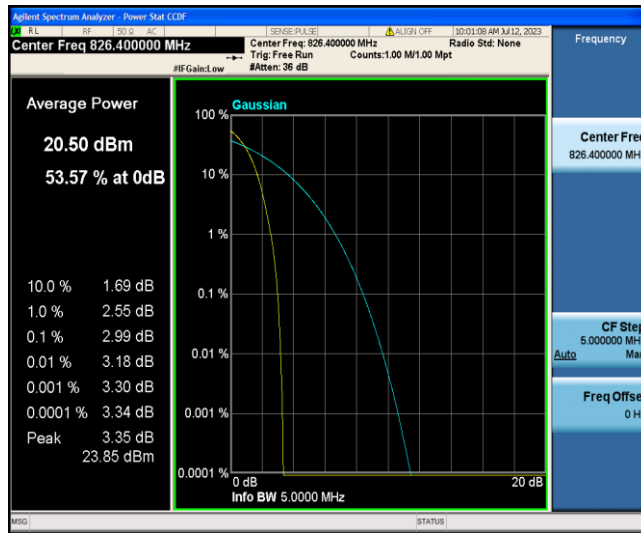 Agilent Spectrum Analyzer - Power Stat CCDF
RL RF 50 Ω AC SENSE:PULSE ALIGN OFF 10:01:08 AM Jul 12, 2023
Center Freq 826.400000 MHz
Center Freq: 826.400000 MHz Radio Std: None
Trig: Free Run Counts:1.00 M/1.00 Mpt
#IFGain:Low #Atten: 36 dB
Frequency
Average Power
20.50 dBm
53.57 % at 0dB
10.0 % 1.69 dB
1.0 % 2.55 dB
0.1 % 2.99 dB
0.01 % 3.18 dB
0.001 % 3.30 dB
0.0001 % 3.34 dB
Peak 3.35 dB
23.85 dBm
Gaussian
100 %
10 %
1 %
0.1 %
0.01 %
0.001 %
0.0001 %
0 dB 20 dB
Info BW 5.0000 MHz
Center Fre
826.400000 MH
CF Step
5.000000 MH
Auto Ma
Freq Offse
0 H
MSG STATUS